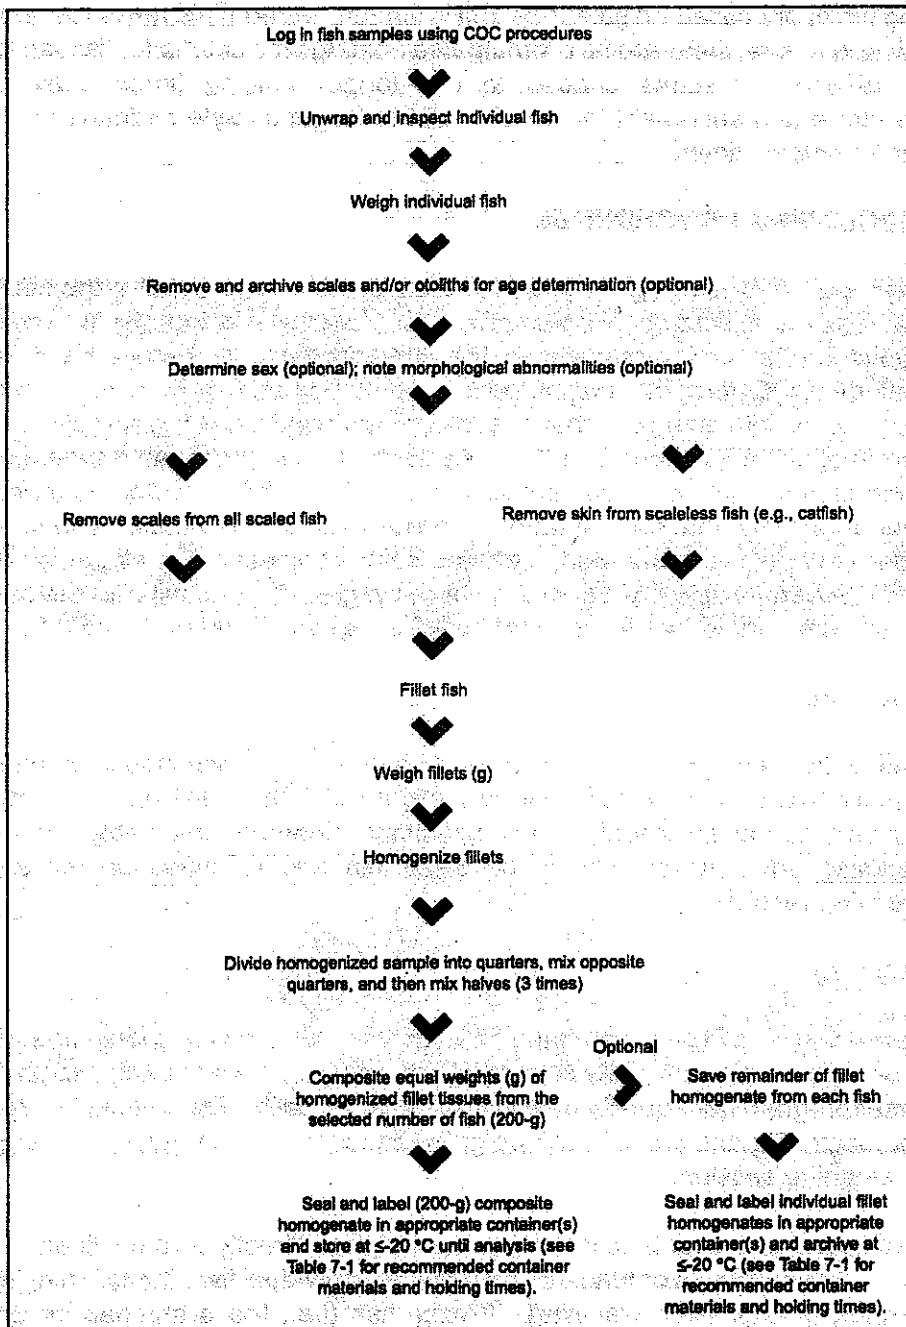 Log in fish samples using COC procedures
Unwrap and inspect individual fish
Weigh individual fish
Remove and archive scales and/or otoliths for age determination (optional)
Determine sex (optional); note morphological abnormalities (optional)
Remove scales from all scaled fish
Remove skin from scaleless fish (e.g., catfish)
Fillet fish
Weigh fillets (g)
Homogenize fillets
Divide homogenized sample into quarters, mix opposite
quarters, and then mix halves (3 times)
Optional
Composite equal weights (g) of
homogenized fillet tissues from the
selected number of fish (200-g)
Save remainder of fillet
homogenate from each fish
Seal and label (200-g) composite
homogenate in appropriate container(s)
and store at ≤-20 °C until analysis (see
Table 7-1 for recommended container
materials and holding times).
Seal and label individual fillet
homogenates in appropriate
container(s) and archive at
≤-20 °C (see Table 7-1 for
recommended container
materials and holding times).